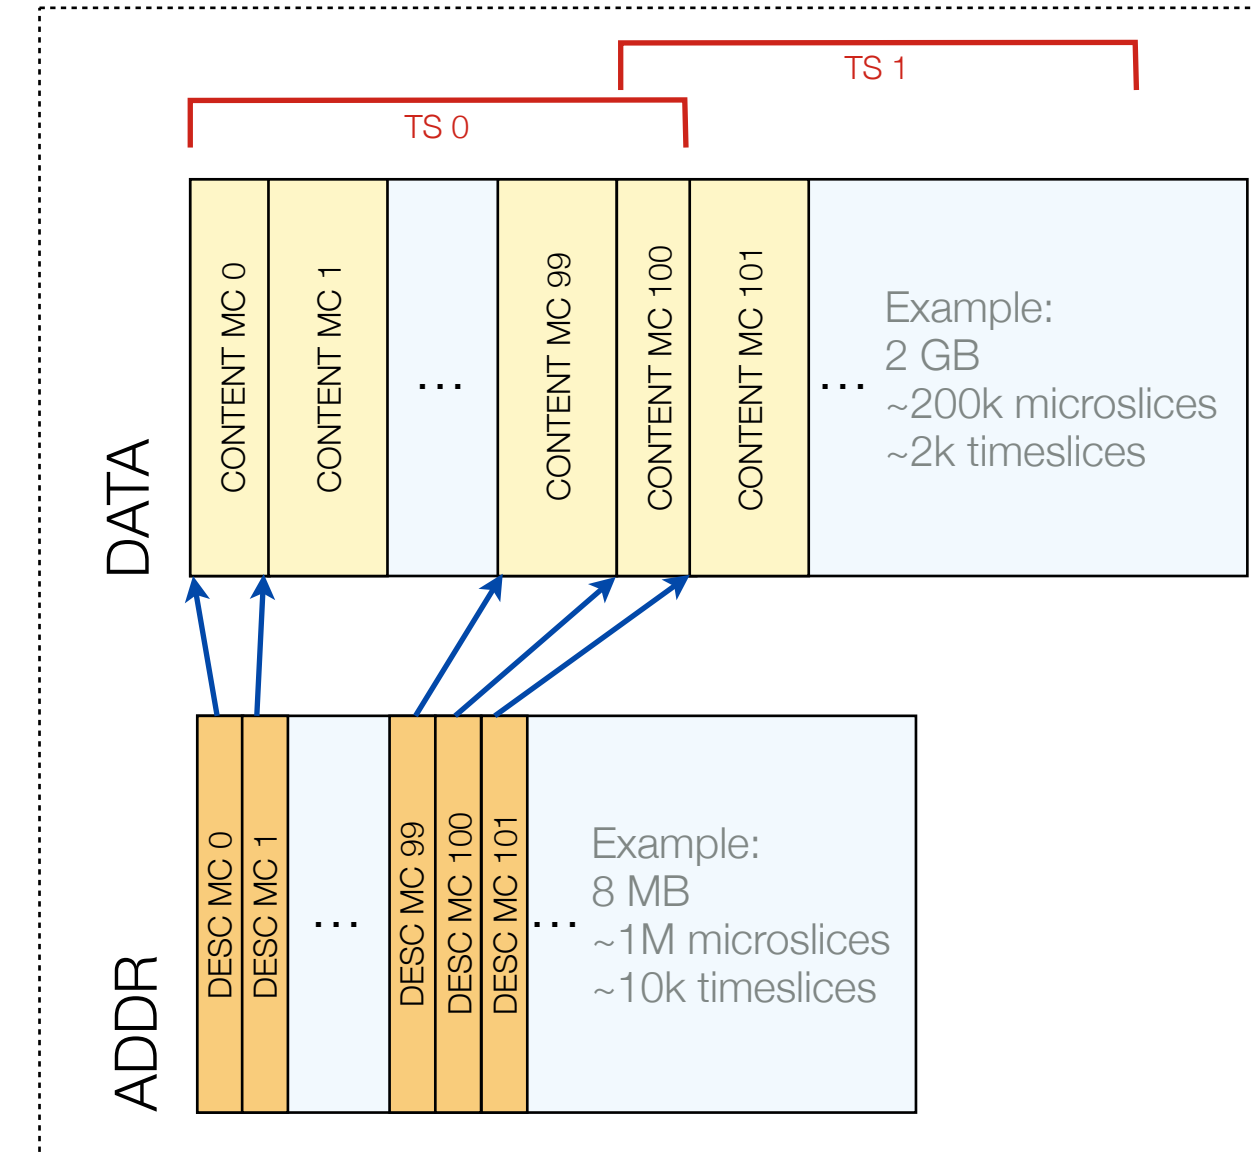 TS 1
TS 0
DATA
CONTENT MC 0
CONTENT MC 1
...
CONTENT MC 99
CONTENT MC 100
CONTENT MC 101
...
Example:
2 GB
~200k microslices
~2k timeslices
ADDR
DESC MC 0
DESC MC 1
...
DESC MC 99
DESC MC 100
DESC MC 101
...
Example:
8 MB
~1M microslices
~10k timeslices